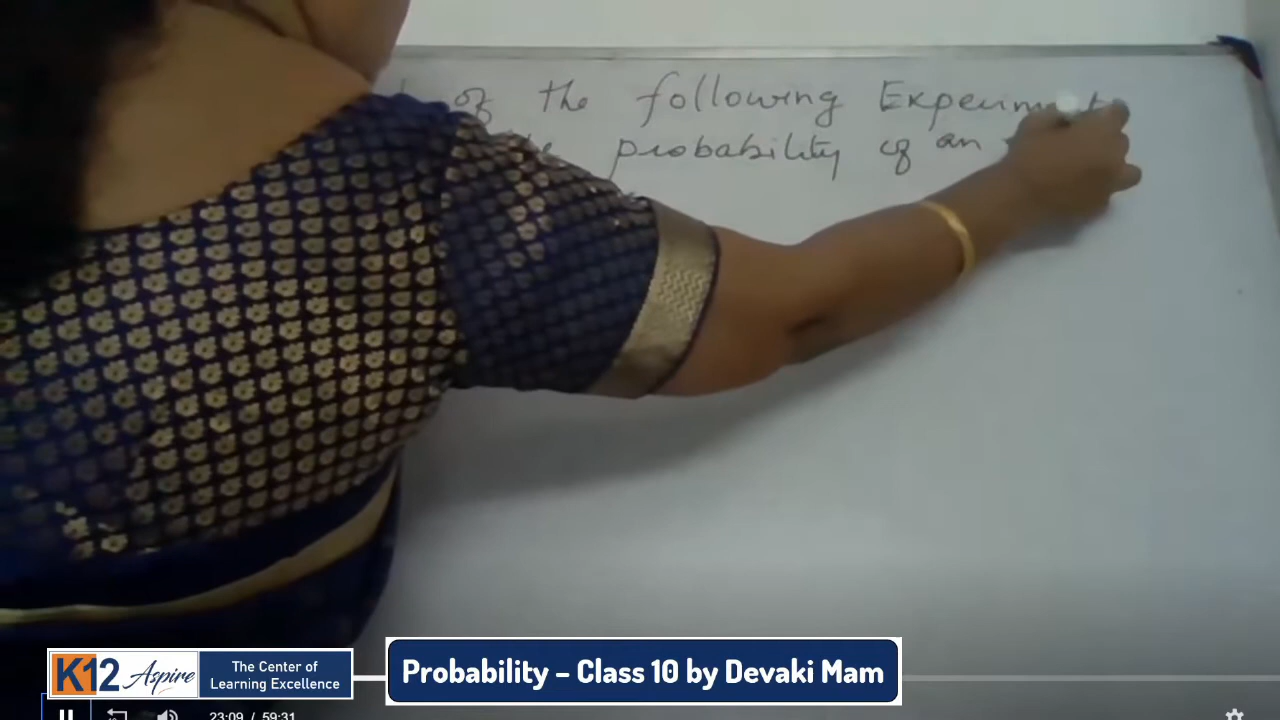 of the following
probability of an
K12 Aspire
The Center of
Learning Excellence
Probability – Class 10 by Devaki Mam
23:09 / 59:31